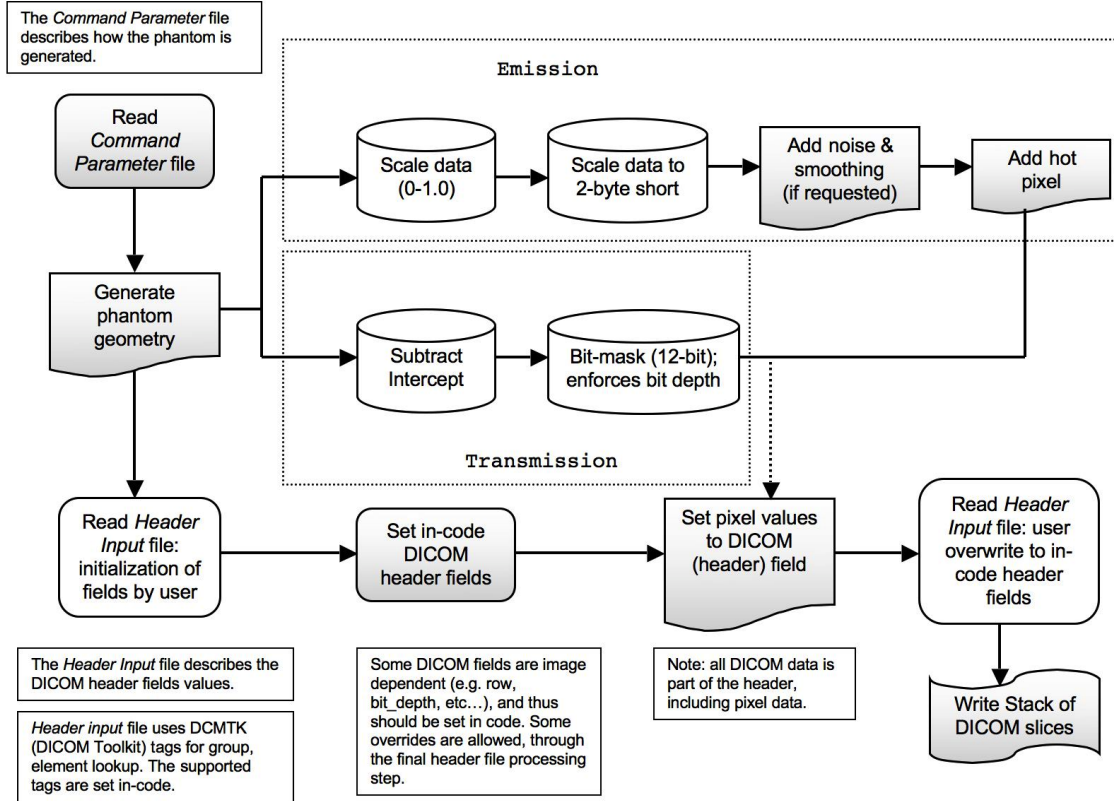 The Command Parameter file
describes how the phantom is
generated.
Emission
Read
Command
Parameter file
Scale data
(0-1.0)
Scale data to
2-byte short
Add noise &
smoothing
(if requested)
Add hot
pixel
Generate
phantom
geometry
Subtract
Intercept
Bit-mask (12-bit);
enforces bit depth
Transmission
Read Header
Input file:
initialization of
fields by user
Set in-code
DICOM
header fields
Set pixel values
to DICOM
(header) field
Read Header
Input file: user
overwrite to in-
code header
fields
The Header Input file describes the
DICOM header fields values.
Header input file uses DCMTK
(DICOM Toolkit) tags for group,
element lookup. The supported
tags are set in-code.
Some DICOM fields are image
dependent (e.g. row,
bit_depth, etc…), and thus
should be set in code. Some
overrides are allowed, through
the final header file processing
step.
Note: all DICOM data is
part of the header,
including pixel data.
Write Stack of
DICOM slices